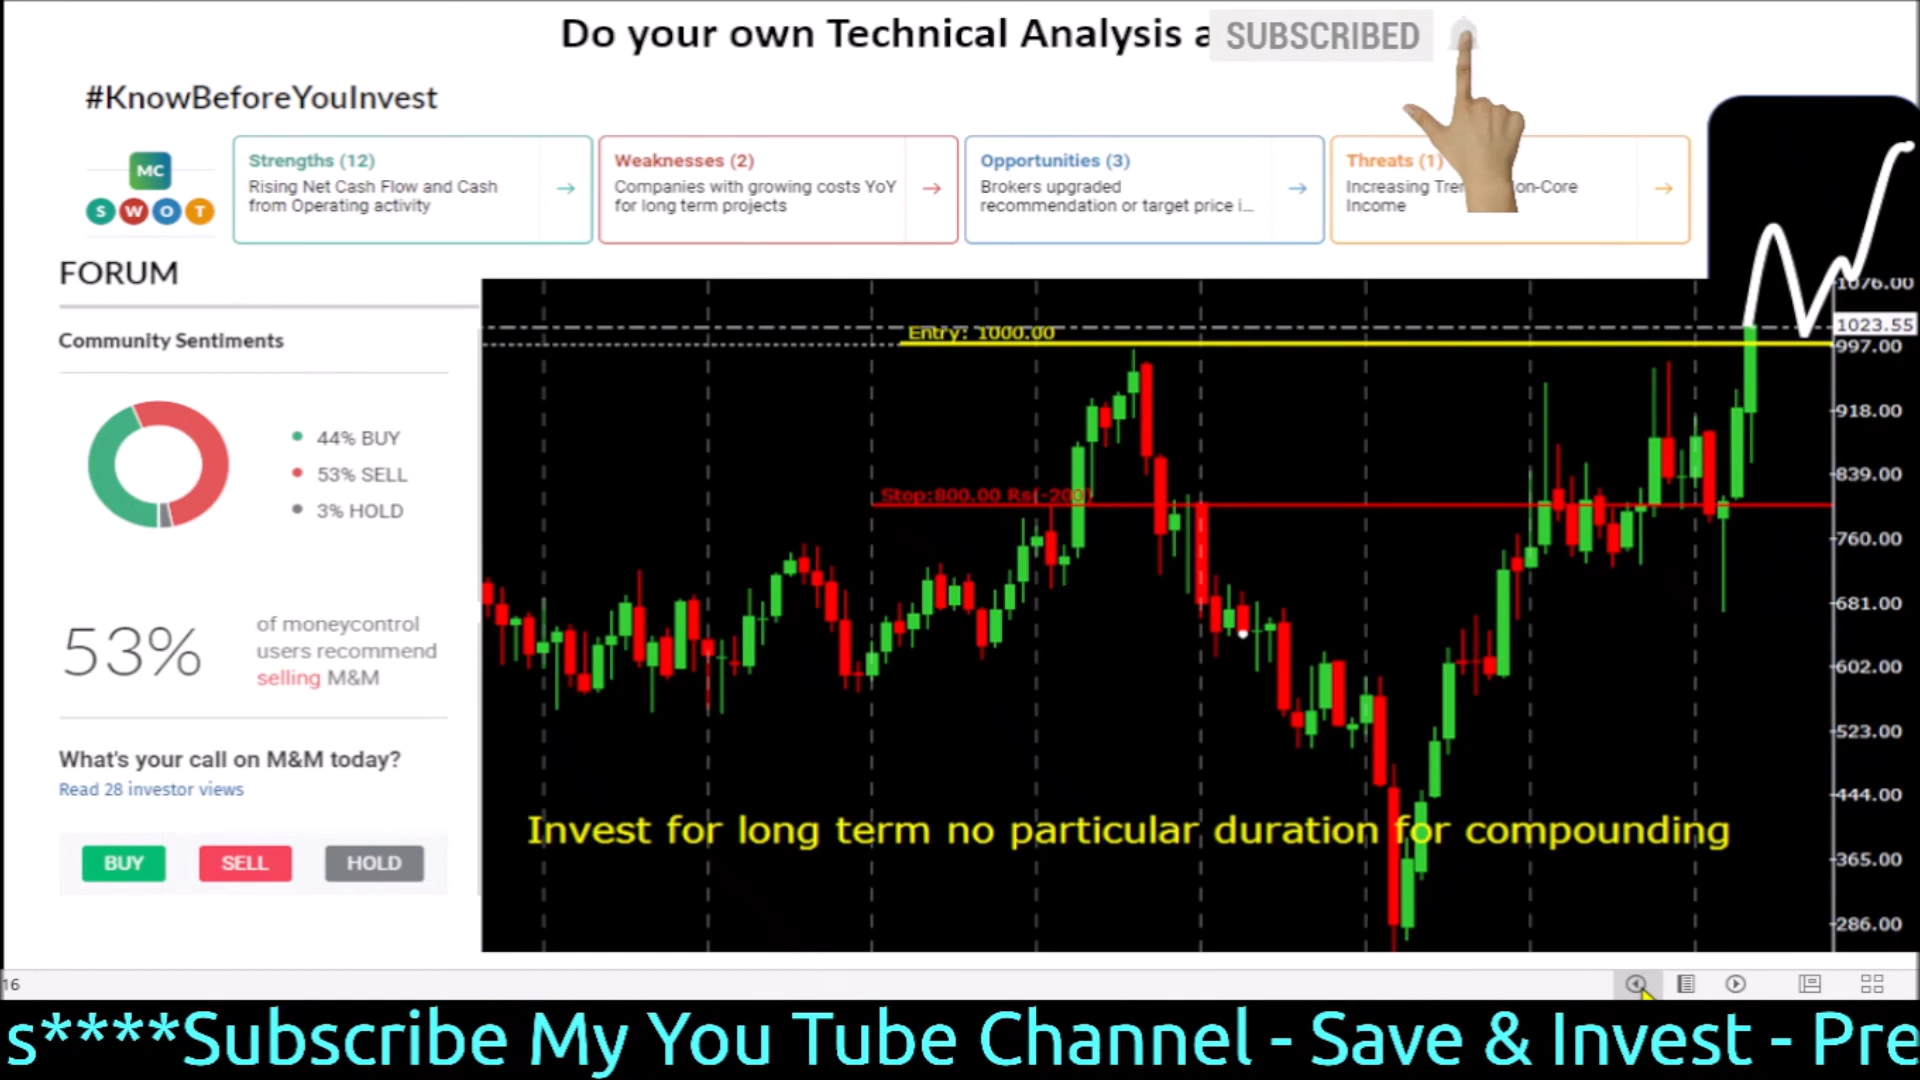 Do your own Technical Analysis a
SUBSCRIBED
#KnowBeforeYouInvest
MC
S W O T
Strengths (12)
Rising Net Cash Flow and Cash
from Operating activity
Weaknesses (2)
Companies with growing costs YoY
for long term projects
Opportunities (3)
Brokers upgraded
recommendation or target price i...
Threats (1)
Increasing on-Core
Income
FORUM
Community Sentiments
44% BUY
53% SELL
3% HOLD
53%
of moneycontrol
users recommend
selling M&M
What's your call on M&M today?
Read 28 investor views
BUY SELL HOLD
Entry: 1000.00
Stop:800.00 Rs(-200)
Invest for long term no particular duration for compounding
1076.00
1023.55
997.00
918.00
839.00
760.00
681.00
602.00
523.00
444.00
365.00
286.00
16
s****Subscribe My You Tube Channel - Save & Invest - Pre